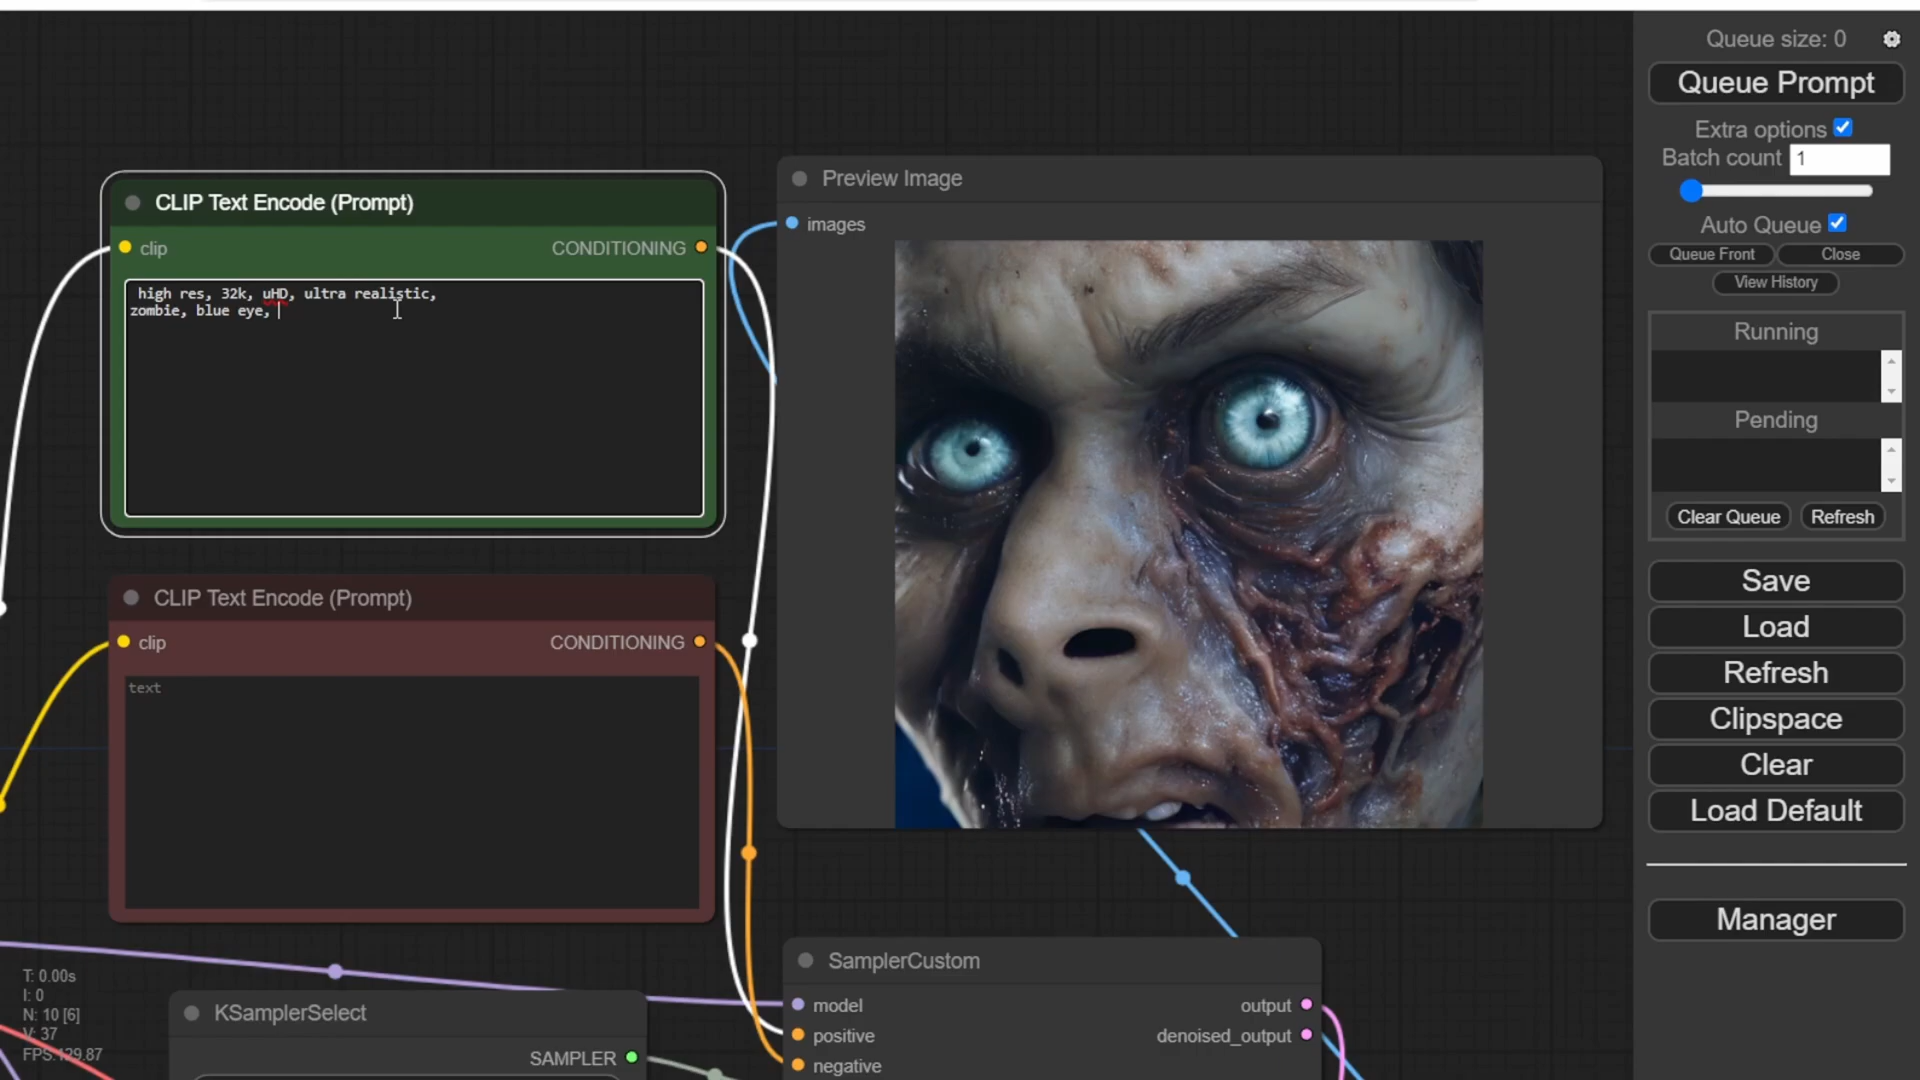 Queue size: 0
Queue Prompt
Extra options
Batch count 1
Auto Queue
Queue Front
Close
View History
Running
Pending
Clear Queue
Refresh
Save
Load
Refresh
Clipspace
Clear
Load Default
Manager
CLIP Text Encode (Prompt)
clip
CONDITIONING
high res, 32k, uHD, ultra realistic,
zombie, blue eye,
Preview Image
images
CLIP Text Encode (Prompt)
clip
CONDITIONING
text
T: 0.00s
I: 0
N: 10 [6]
V: 37
FPS:129.87
KSamplerSelect
SAMPLER
SamplerCustom
model
output
positive
denoised_output
negative